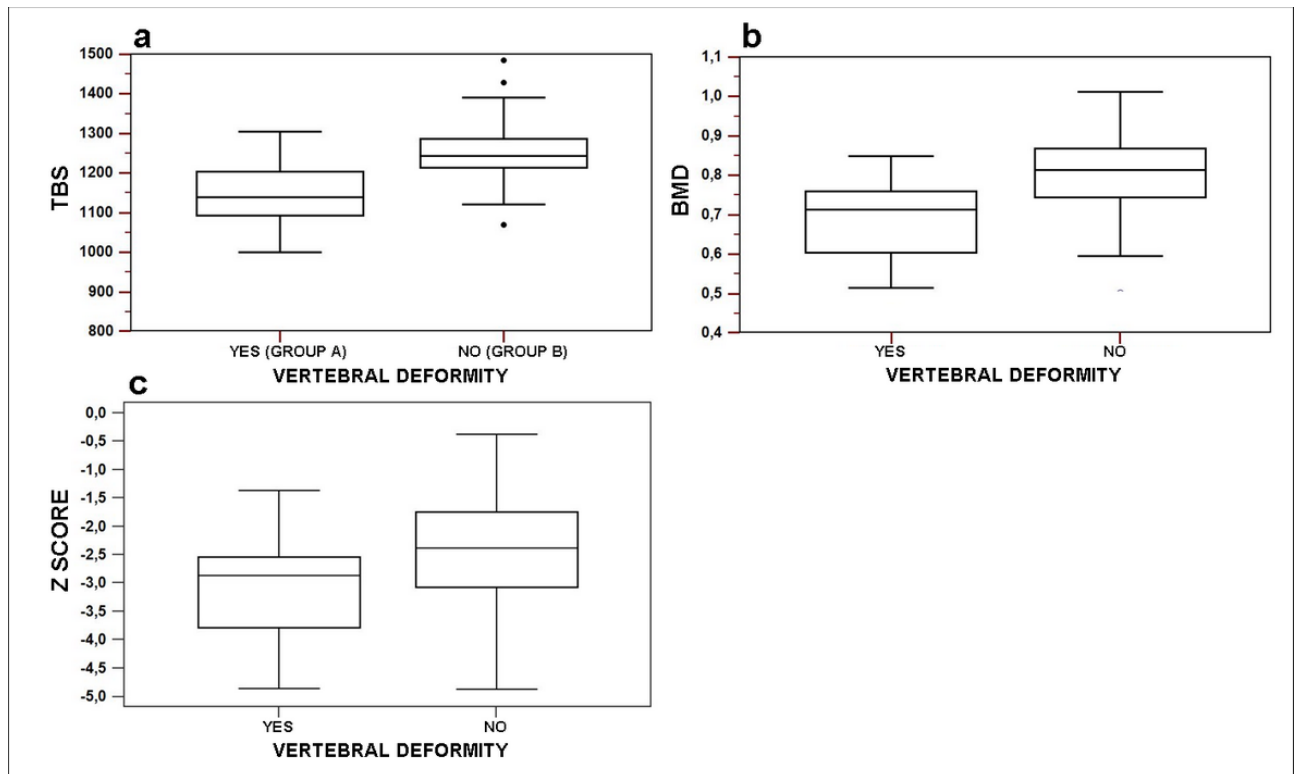 a
1500
1400
1300
1200
1100
1000
900
800
TBS
YES (GROUP A) NO (GROUP B)
VERTEBRAL DEFORMITY
b
1,1
1,0
0,9
0,8
0,7
0,6
0,5
0,4
BMD
YES NO
VERTEBRAL DEFORMITY
c
0,0
-0,5
-1,0
-1,5
-2,0
-2,5
-3,0
-3,5
-4,0
-4,5
-5,0
Z SCORE
YES NO
VERTEBRAL DEFORMITY